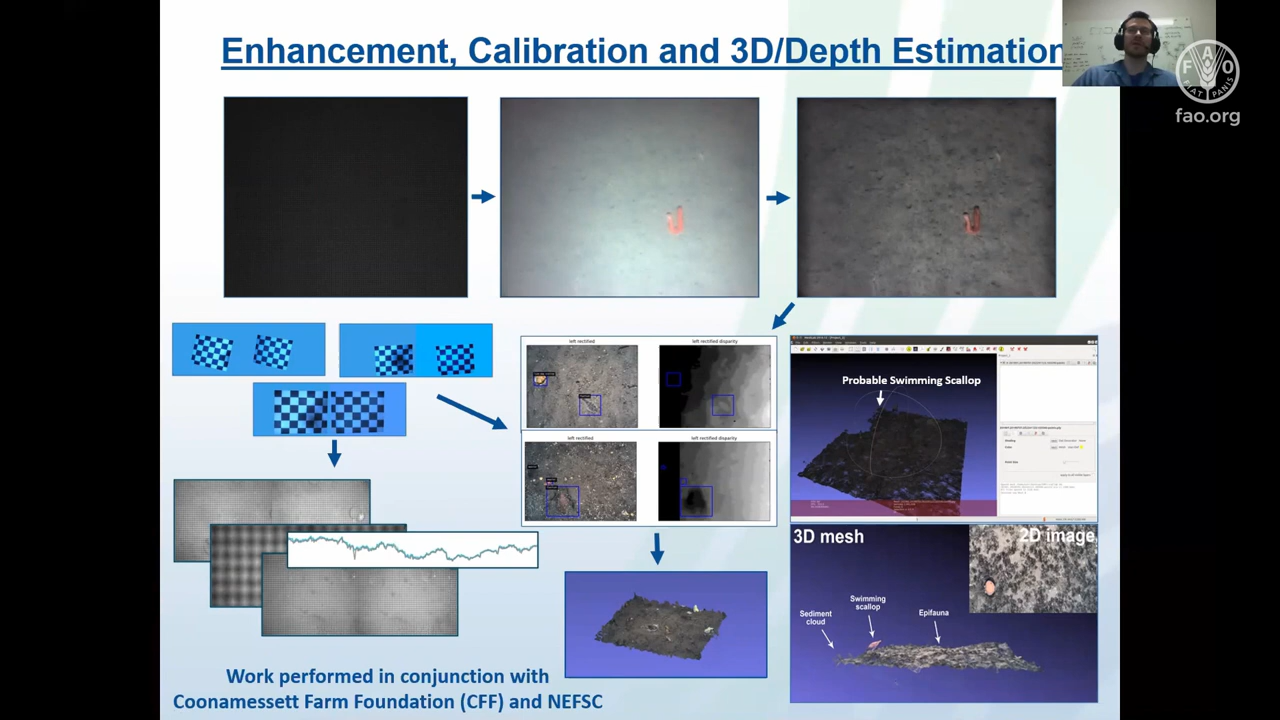 Enhancement, Calibration and 3D/Depth Estimation
F A O
FIAT PANIS
fao.org
left rectified
left rectified disparity
left rectified
left rectified disparity
Probable Swimming Scallop
3D mesh
2D image
Swimming
scallop
Sediment
cloud
Epifauna
Work performed in conjunction with
Coonamessett Farm Foundation (CFF) and NEFSC